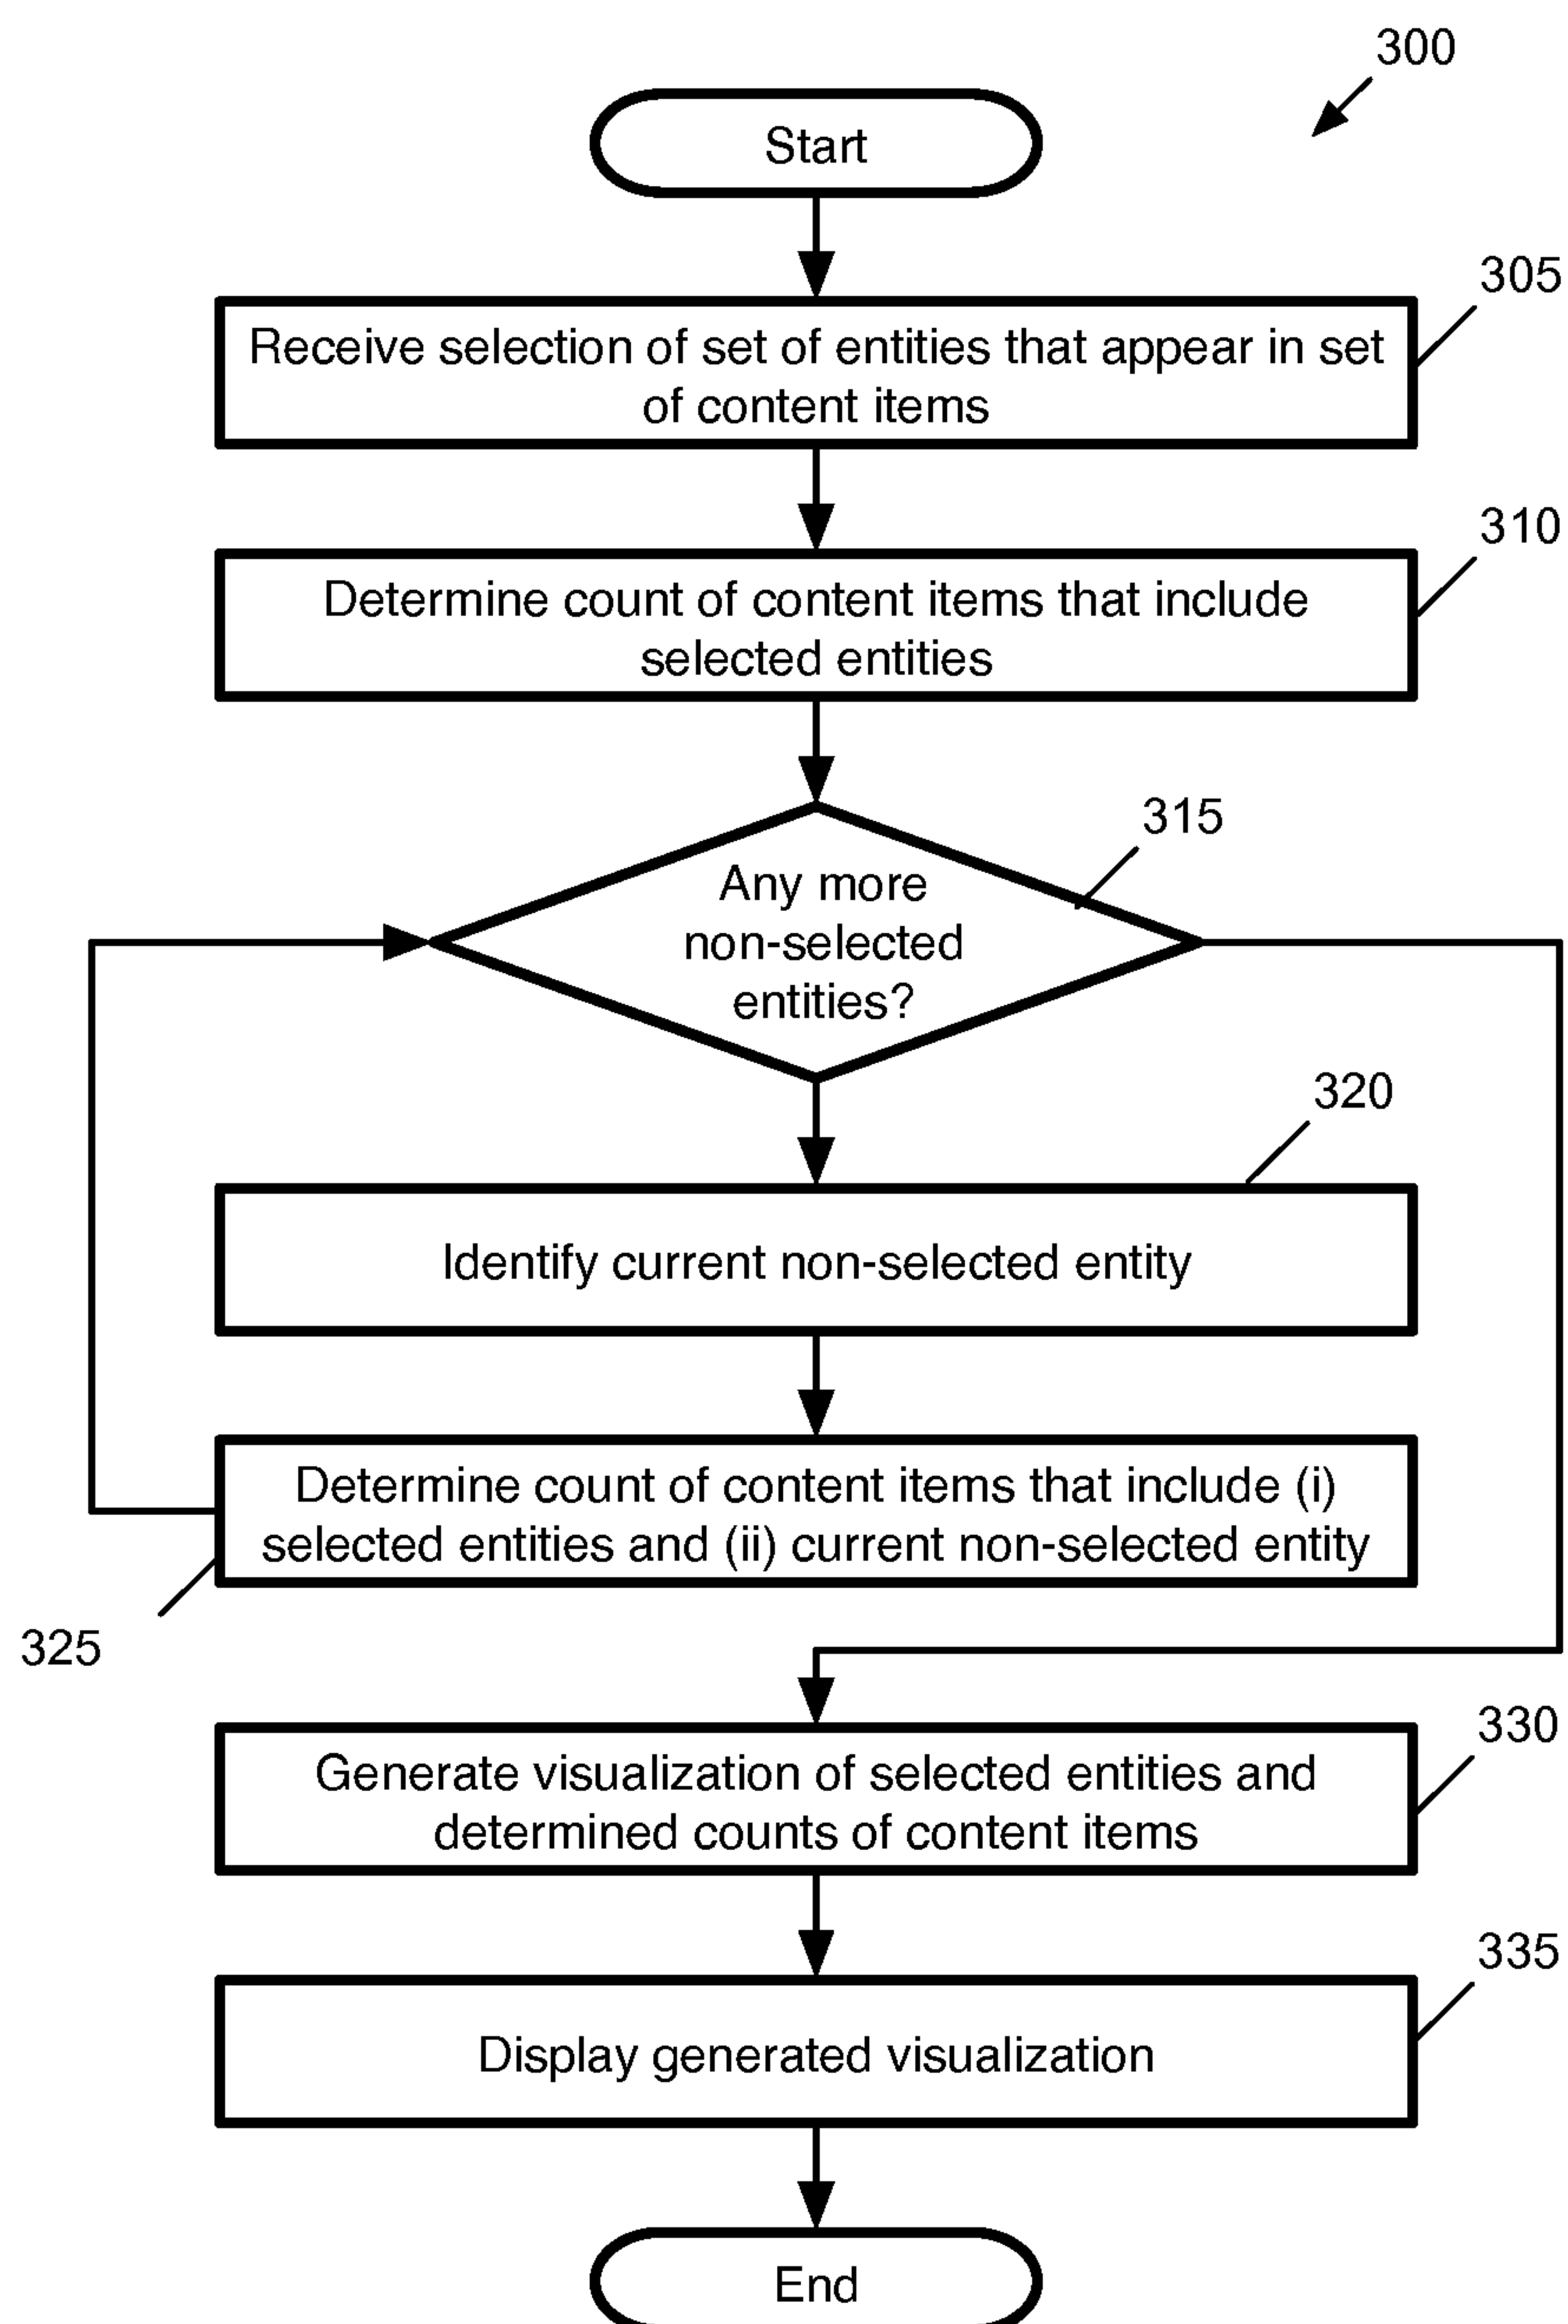 300
Start
305
Receive selection of set of entities that appear in set
of content items
310
Determine count of content items that include
selected entities
315
Any more
non-selected
entities?
320
Identify current non-selected entity
Determine count of content items that include (i)
selected entities and (ii) current non-selected entity
325
330
Generate visualization of selected entities and
determined counts of content items
335
Display generated visualization
End